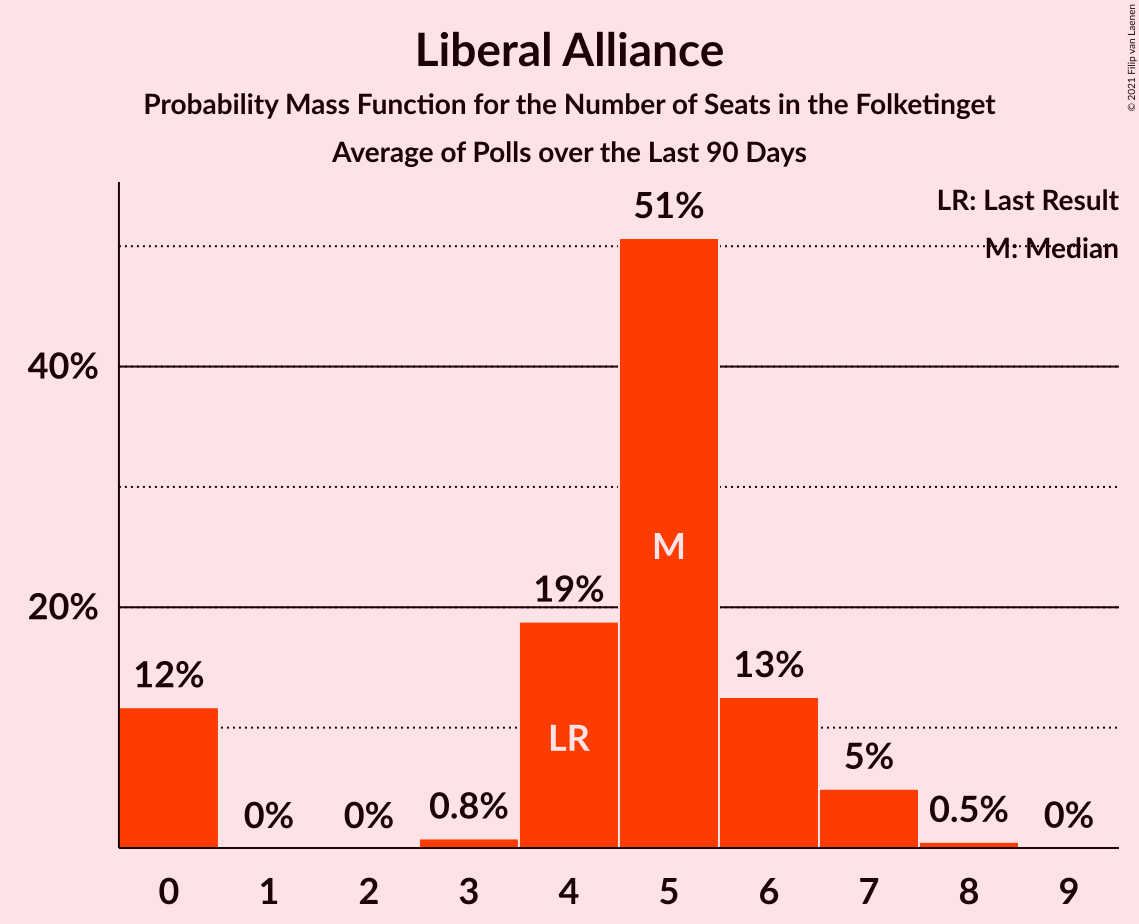 Liberal Alliance
Probability Mass Function for the Number of Seats in the Folketinget
Average of Polls over the Last 90 Days
© 2021 Filip van Laenen
LR: Last Result
M: Median
40%
20%
12%
0%
0%
0.8%
19%
51%
13%
5%
0.5%
0%
LR
M
0 1 2 3 4 5 6 7 8 9